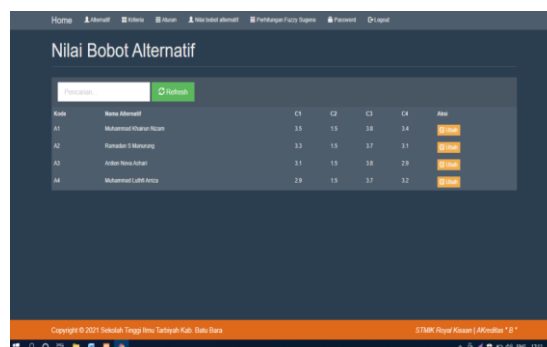 Home Alternatif Kriteria Aturan Nilai bobot alternatif Perhitungan Fuzzy Sugeno Password Logout
Nilai Bobot Alternatif
Pencarian... Refresh
Kode Nama Alternatif C1 C2 C3 C4 Aksi
A1 Muhammad Khairun Nizam 3.5 1.5 3.8 3.4 Ubah
A2 Ramadan S Manurung 3.3 1.5 3.7 3.1 Ubah
A3 Ardian Nova Azhari 3.1 1.5 3.8 2.9 Ubah
A4 Muhammad Luthfi Aniza 2.9 1.5 3.7 3.2 Ubah
Copyright © 2021 Sekolah Tinggi Ilmu Tarbiyah Kab. Batu Bara STMIK Royal Kisaran | AKreditas " B "